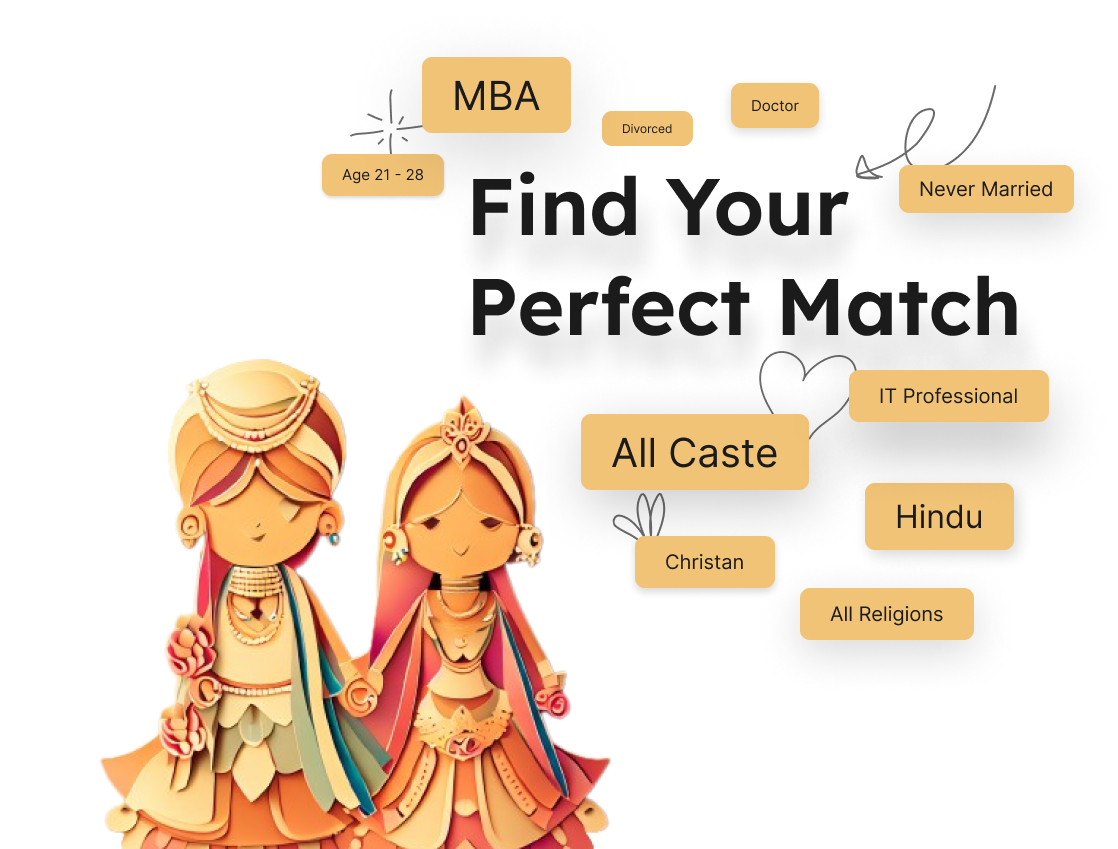 MBA
Doctor
Divorced
Age 21 - 28
Never Married
Find Your
Perfect Match
IT Professional
All Caste
Hindu
Christan
All Religions